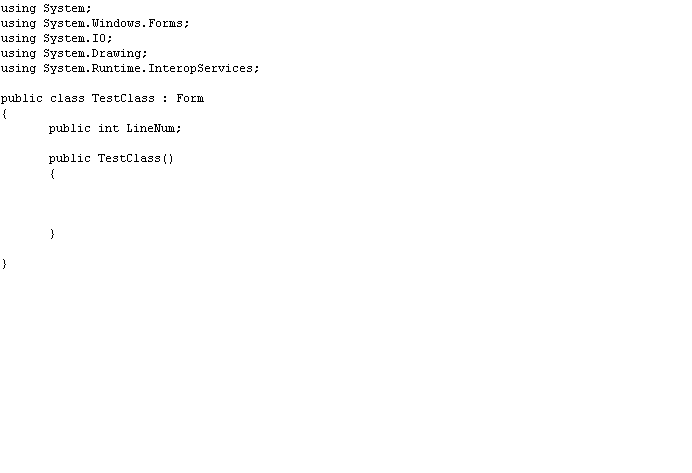 using System;
using System.Windows.Forms;
using System.IO;
using System.Drawing;
using System.Runtime.InteropServices;

public class TestClass : Form
{
        public int LineNum;

        public TestClass()
        {



        }

}